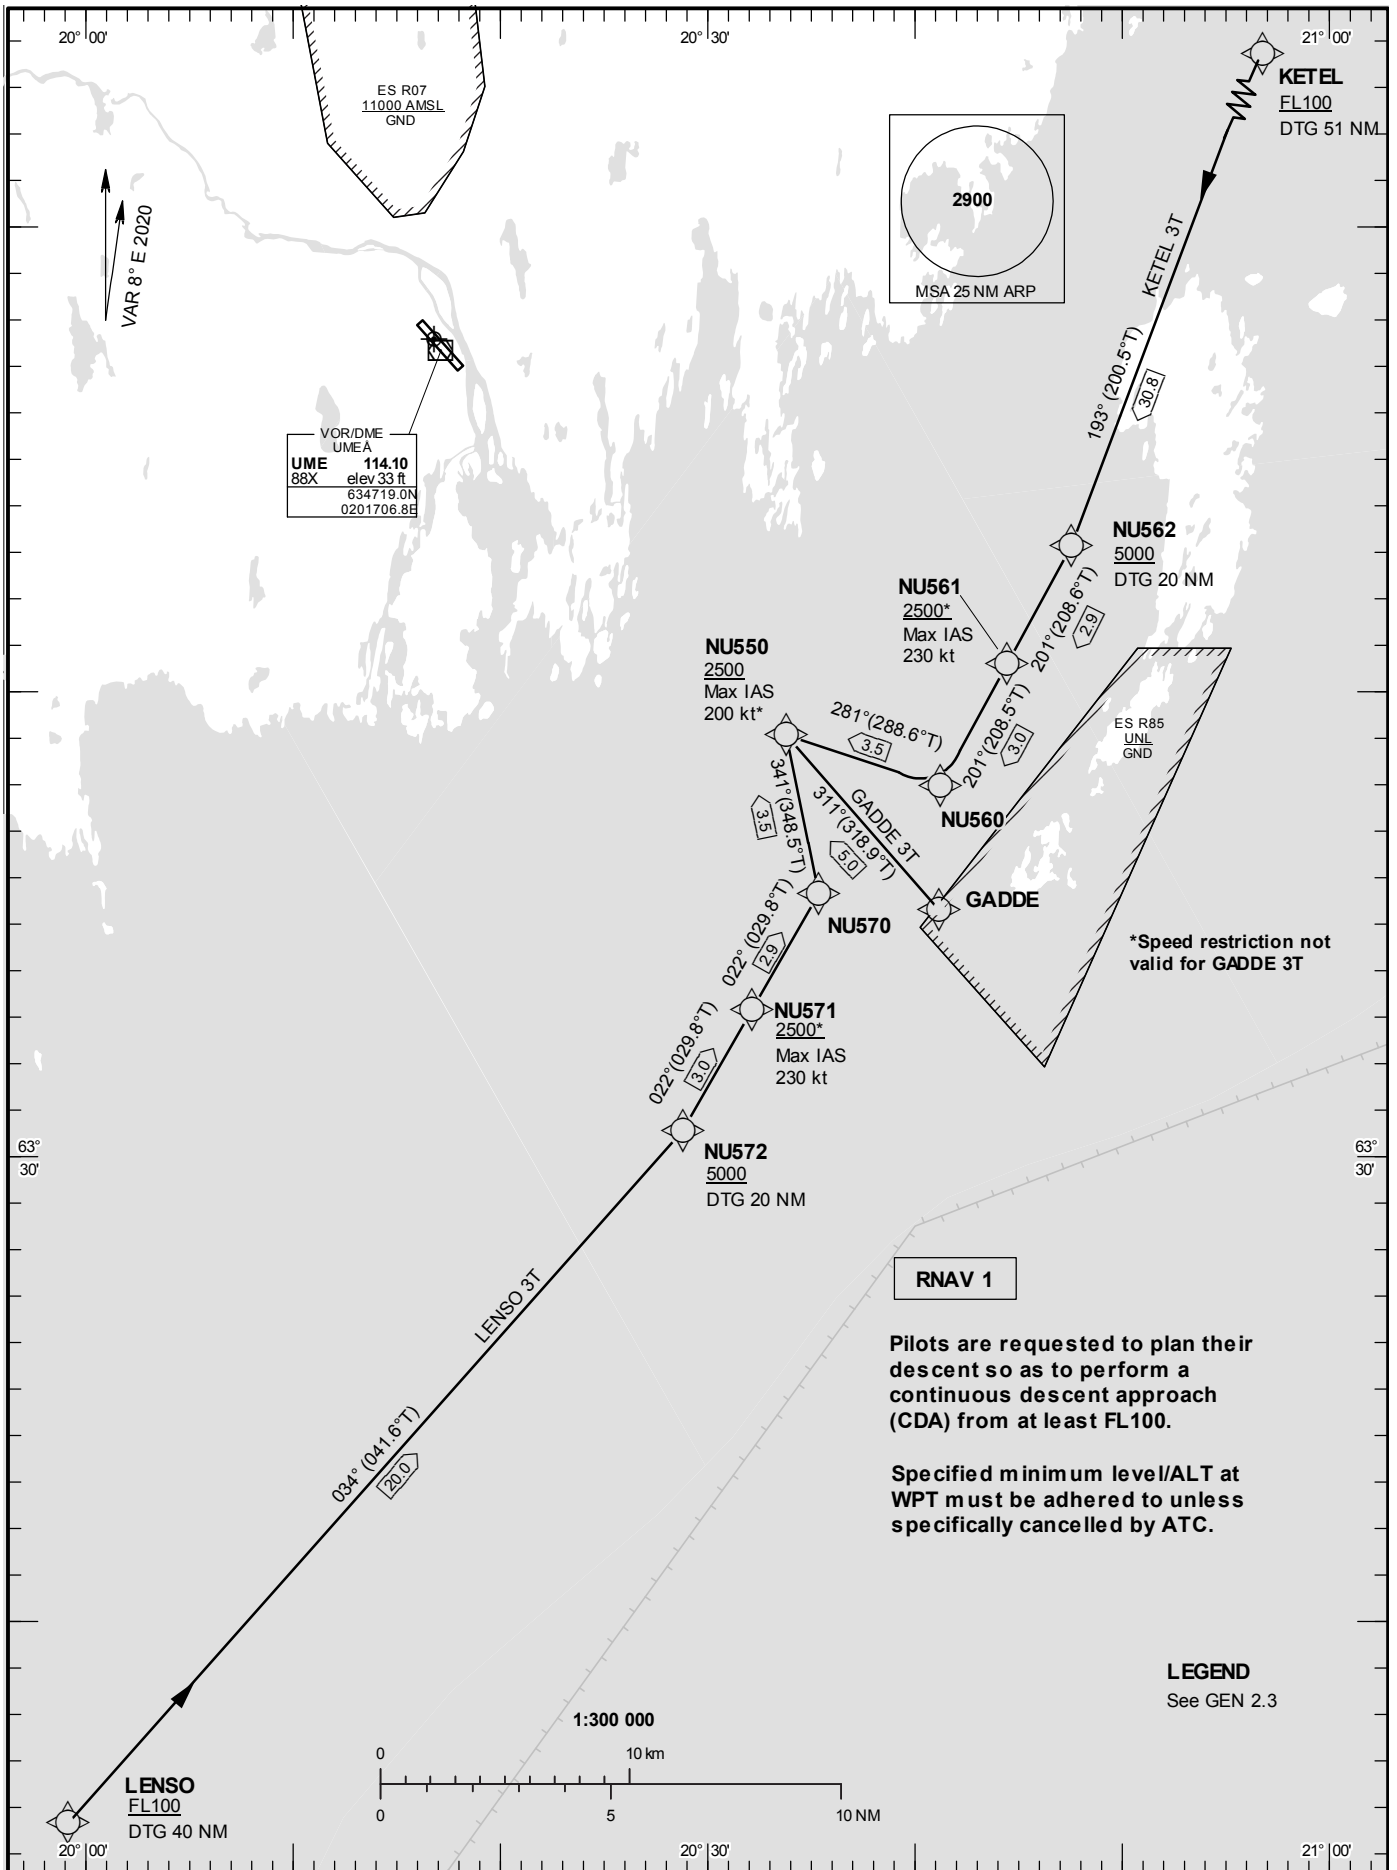 20° 00'
20° 30'
21° 00'
KETEL
FL100
DTG 51 NM
ES R07
11000 AMSL
GND
2900
MSA 25 NM ARP
VAR 8° E 2020
KETEL 3T
193° (200.5°T)
30.8
VOR/DME
UMEÅ
UME 114.10
88X elev 33 ft
634719.0N
0201706.8E
NU562
5000
DTG 20 NM
201° (208.6°T)
2.9
NU561
2500*
Max IAS
230 kt
201° (208.5°T)
3.0
NU550
2500
Max IAS
200 kt*
281° (288.6°T)
3.5
NU560
ES R85
UNL
GND
GADDE 3T
311° (318.9°T)
5.0
341° (348.5°T)
3.5
GADDE
NU570
*Speed restriction not
valid for GADDE 3T
022° (029.8°T)
2.9
NU571
2500*
Max IAS
230 kt
022° (029.8°T)
3.0
63°
30'
63°
30'
NU572
5000
DTG 20 NM
LENSO 3T
034° (041.6°T)
20.0
RNAV 1
Pilots are requested to plan their
descent so as to perform a
continuous descent approach
(CDA) from at least FL100.
Specified minimum level/ALT at
WPT must be adhered to unless
specifically cancelled by ATC.
LEGEND
See GEN 2.3
1:300 000
0 10 km
0 5 10 NM
LENSO
FL100
DTG 40 NM
20° 00'
20° 30'
21° 00'